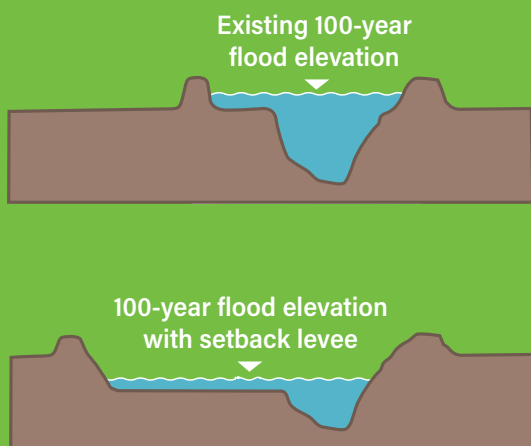 Existing 100-year
flood elevation
100-year flood elevation
with setback levee